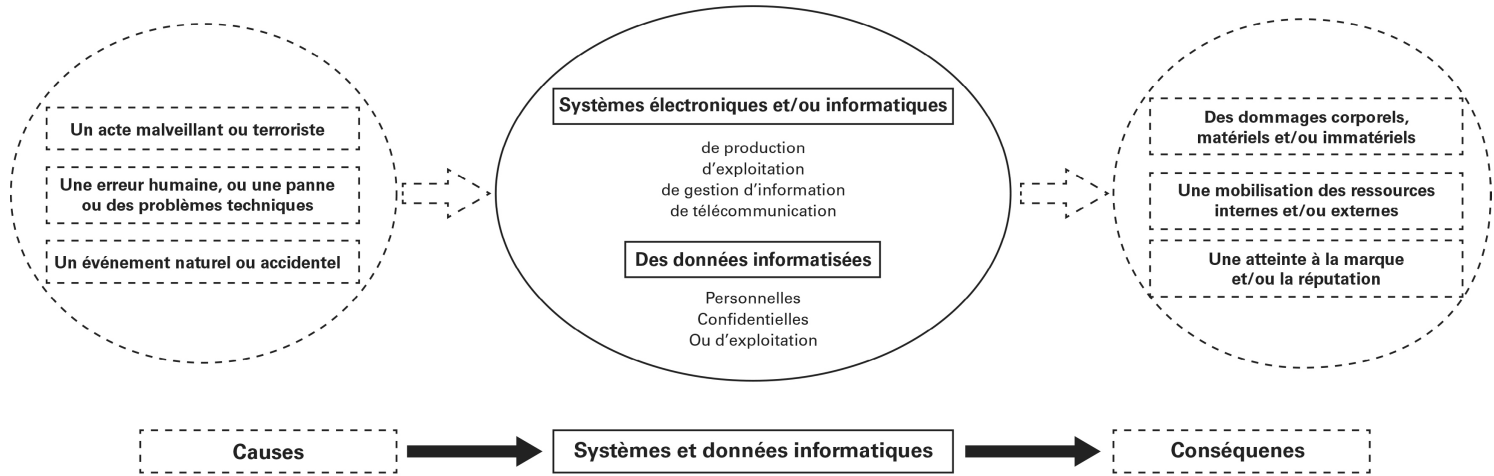 Un acte malveillant ou terroriste
Une erreur humaine, ou une panne
ou des problèmes techniques
Un événement naturel ou accidentel
Systèmes électroniques et/ou informatiques
de production
d'exploitation
de gestion d'information
de télécommunication
Des données informatisées
Personnelles
Confidentielles
Ou d'exploitation
Des dommages corporels,
matériels et/ou immatériels
Une mobilisation des ressources
internes et/ou externes
Une atteinte à la marque
et/ou la réputation
Causes
Systèmes et données informatiques
Conséquenes